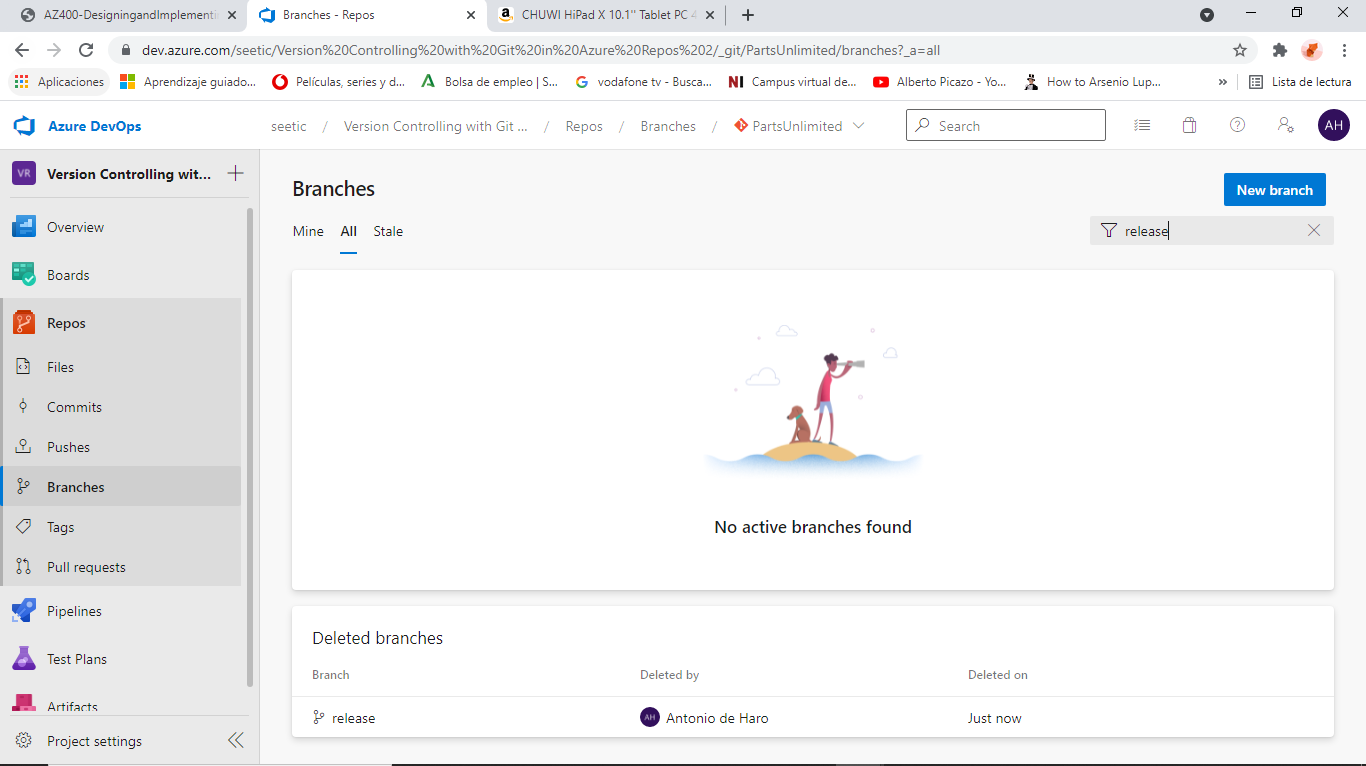 AZ400-DesigningandImplementi
Branches - Repos
CHUWI HiPad X 10.1'' Tablet PC 4
dev.azure.com/seetic/Version%20Controlling%20with%20Git%20in%20Azure%20Repos%202/_git/PartsUnlimited/branches?_a=all
Aplicaciones
Aprendizaje guiado...
Películas, series y d...
Bolsa de empleo | S...
vodafone tv - Busca...
Campus virtual de...
Alberto Picazo - Yo...
How to Arsenio Lup...
»
Lista de lectura
Azure DevOps
seetic / Version Controlling with Git ... / Repos / Branches / PartsUnlimited
Search
AH
VR
Version Controlling wit...
Overview
Boards
Repos
Files
Commits
Pushes
Branches
Tags
Pull requests
Pipelines
Test Plans
Artifacts
Project settings
Branches
New branch
Mine All Stale
release
No active branches found
Deleted branches
Branch Deleted by Deleted on
release AH Antonio de Haro Just now